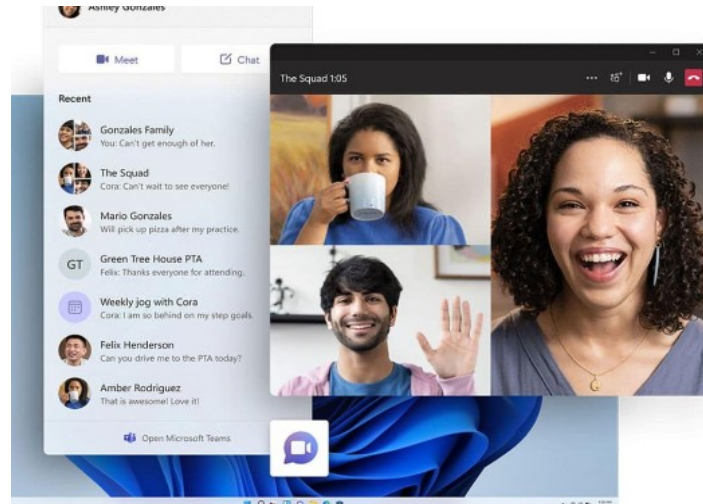 Ashley Gonzales
Meet
Chat
Recent
Gonzales Family
You: Can't get enough of her.
The Squad
Cora: Can't wait to see everyone!
Mario Gonzales
Will pick up pizza after my practice.
GT
Green Tree House PTA
Felix: Thanks everyone for attending.
Weekly jog with Cora
Cora: I am so behind on my step goals.
Felix Henderson
Can you drive me to the PTA today?
Amber Rodriguez
That is awesome! Love it!
Open Microsoft Teams
The Squad 1:05